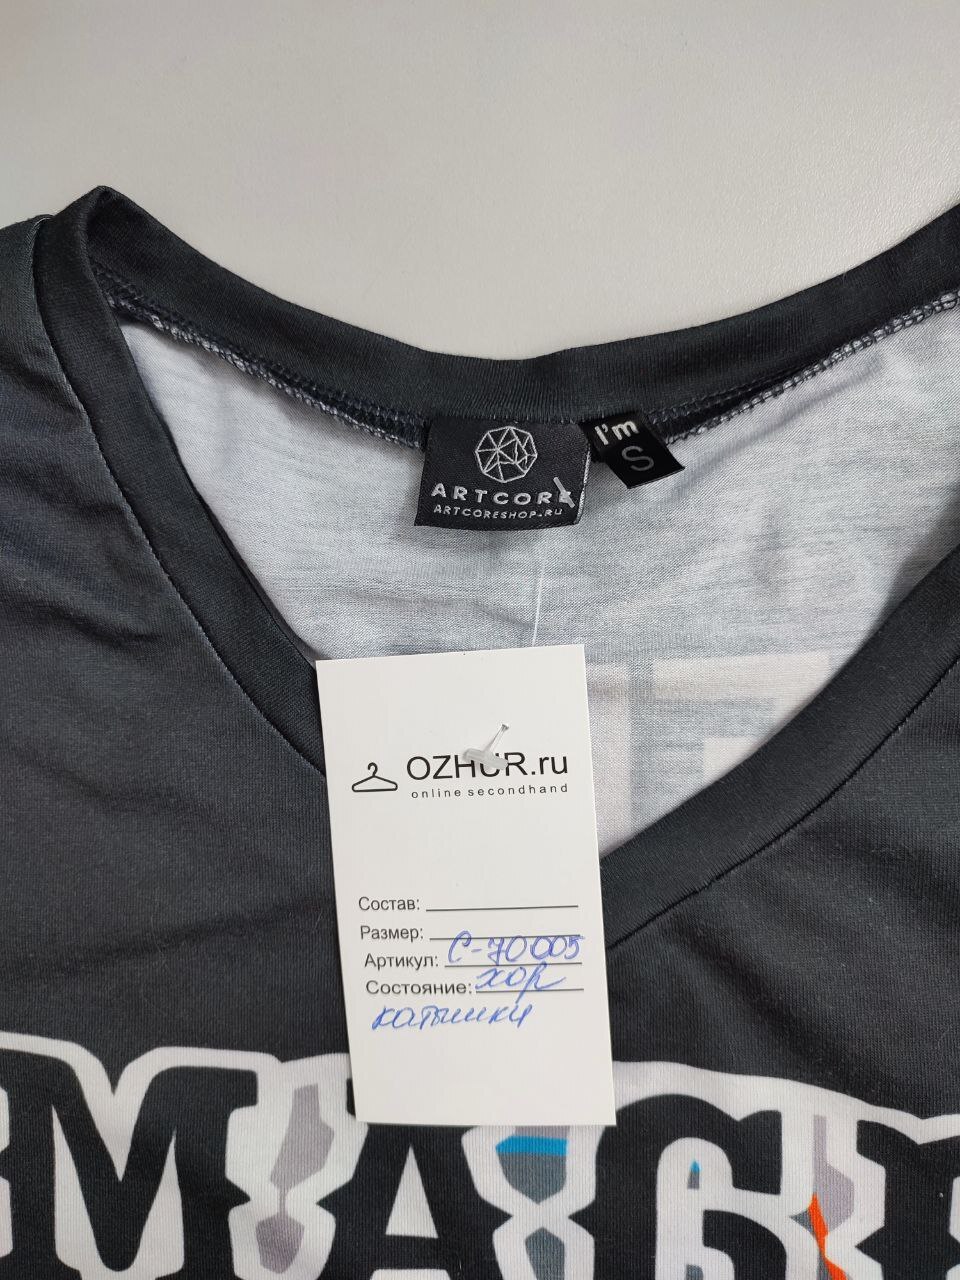 I'm
S
ARTCORE
ARTCORESHOP.RU
OZHUR.ru
online secondhand
Состав:
Размер:
Артикул: С-70005
Состояние: хор
катышки